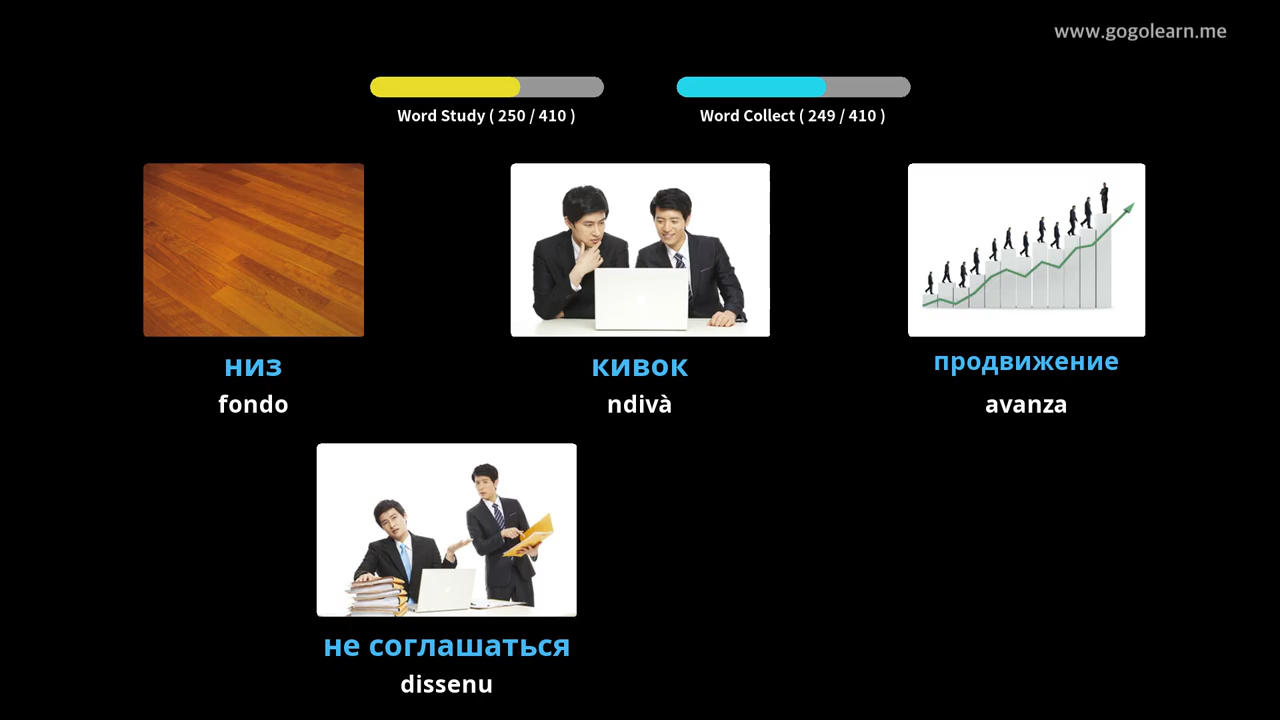 www.gogolearn.me
Word Study ( 250 / 410 )
Word Collect ( 249 / 410 )
низ
кивок
продвижение
fondo
ndivà
avanza
не соглашаться
dissenu